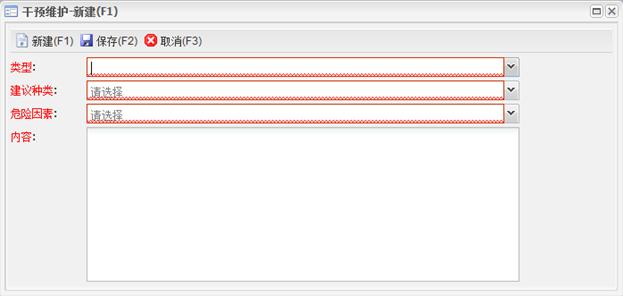 干预维护-新建(F1)
新建(F1) 保存(F2) 取消(F3)
类型:
建议种类: 请选择
危险因素: 请选择
内容: